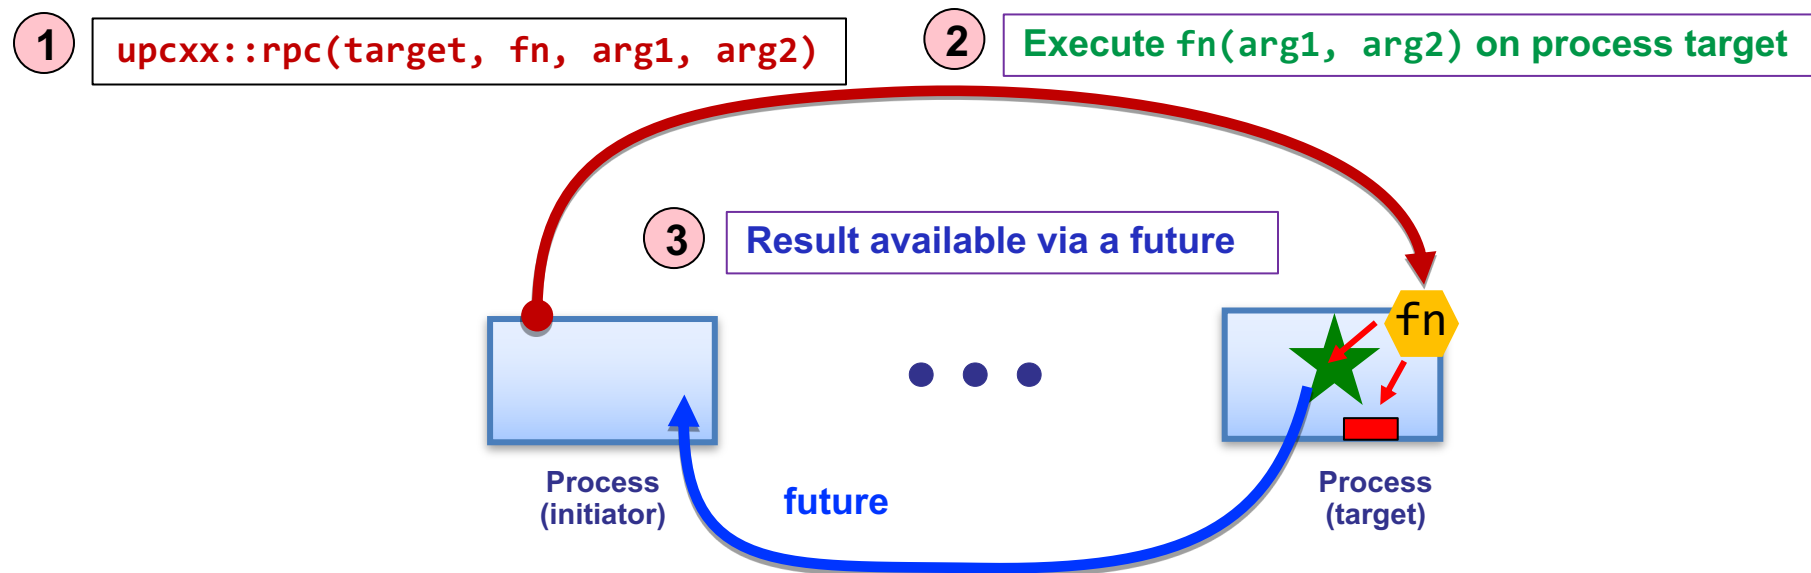 1
upcxx::rpc(target, fn, arg1, arg2)
2
Execute fn(arg1, arg2) on process target
3
Result available via a future
fn
Process
(initiator)
future
Process
(target)